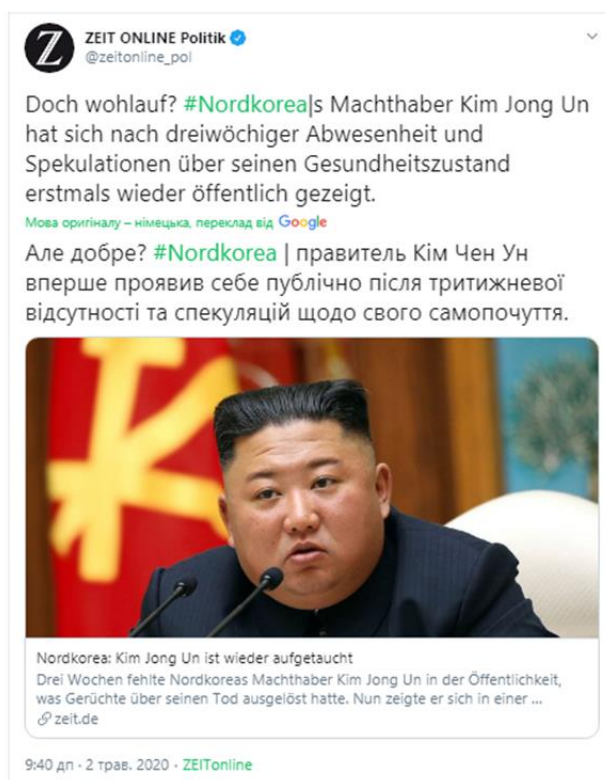 ZEIT ONLINE Politik
@zeitonline_pol
Doch wohlauf? #Nordkorea|s Machthaber Kim Jong Un
hat sich nach dreiwöchiger Abwesenheit und
Spekulationen über seinen Gesundheitszustand
erstmals wieder öffentlich gezeigt.
Мова оригіналу – німецька, переклад від Google
Але добре? #Nordkorea | правитель Кім Чен Ун
вперше проявив себе публічно після тритижневої
відсутності та спекуляцій щодо свого самопочуття.
Nordkorea: Kim Jong Un ist wieder aufgetaucht
Drei Wochen fehlte Nordkoreas Machthaber Kim Jong Un in der Öffentlichkeit,
was Gerüchte über seinen Tod ausgelöst hatte. Nun zeigte er sich in einer ...
zeit.de
9:40 дп · 2 трав. 2020 · ZEITonline